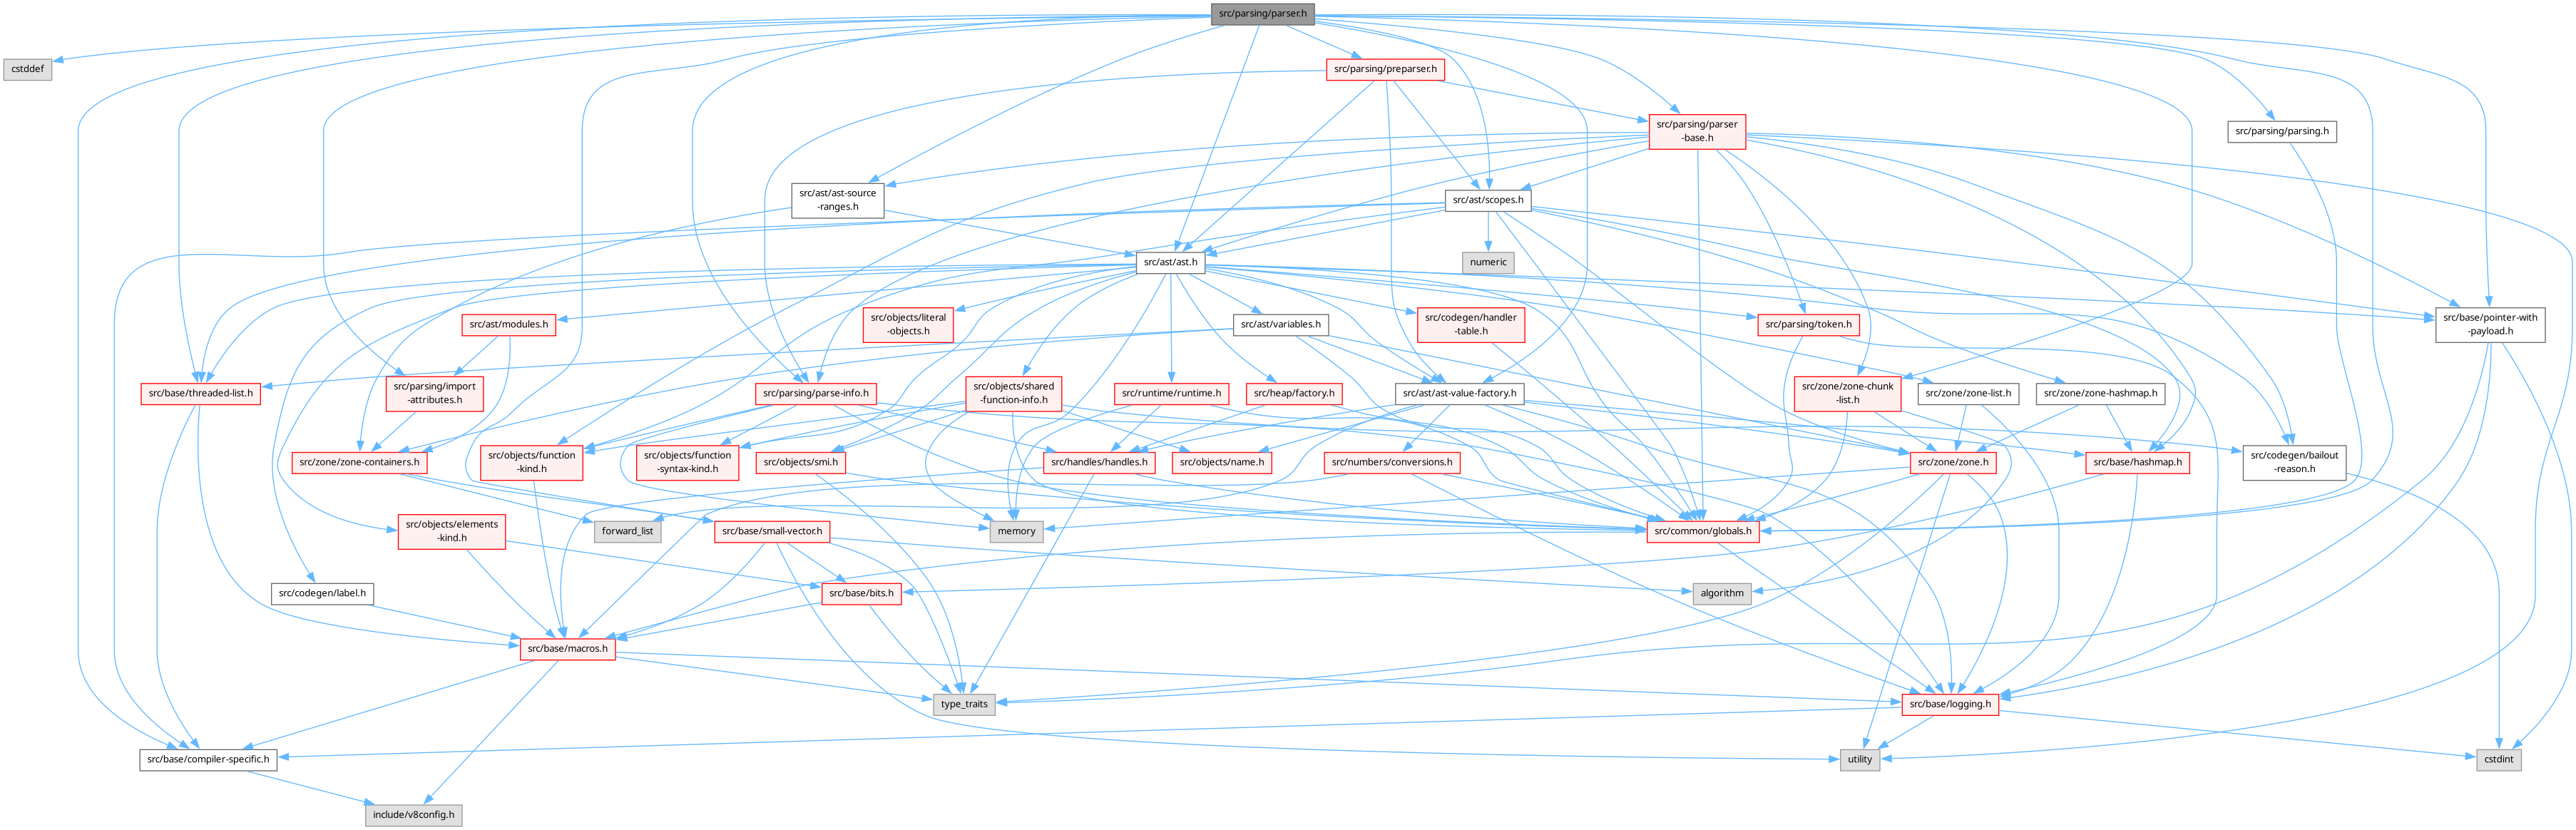 src/parsing/parser.h
cstddef
src/parsing/preparser.h
src/parsing/parser
-base.h
src/parsing/parsing.h
src/ast/ast-source
-ranges.h
src/ast/scopes.h
src/ast/ast.h
numeric
src/ast/modules.h
src/objects/literal
-objects.h
src/ast/variables.h
src/codegen/handler
-table.h
src/parsing/token.h
src/base/pointer-with
-payload.h
src/base/threaded-list.h
src/parsing/import
-attributes.h
src/parsing/parse-info.h
src/objects/shared
-function-info.h
src/runtime/runtime.h
src/heap/factory.h
src/ast/ast-value-factory.h
src/zone/zone-chunk
-list.h
src/zone/zone-list.h
src/zone/zone-hashmap.h
src/zone/zone-containers.h
src/objects/function
-kind.h
src/objects/function
-syntax-kind.h
src/objects/smi.h
src/handles/handles.h
src/objects/name.h
src/numbers/conversions.h
src/zone/zone.h
src/base/hashmap.h
src/codegen/bailout
-reason.h
src/objects/elements
-kind.h
forward_list
src/base/small-vector.h
memory
src/common/globals.h
src/codegen/label.h
src/base/bits.h
algorithm
src/base/macros.h
type_traits
src/base/logging.h
src/base/compiler-specific.h
utility
cstdint
include/v8config.h